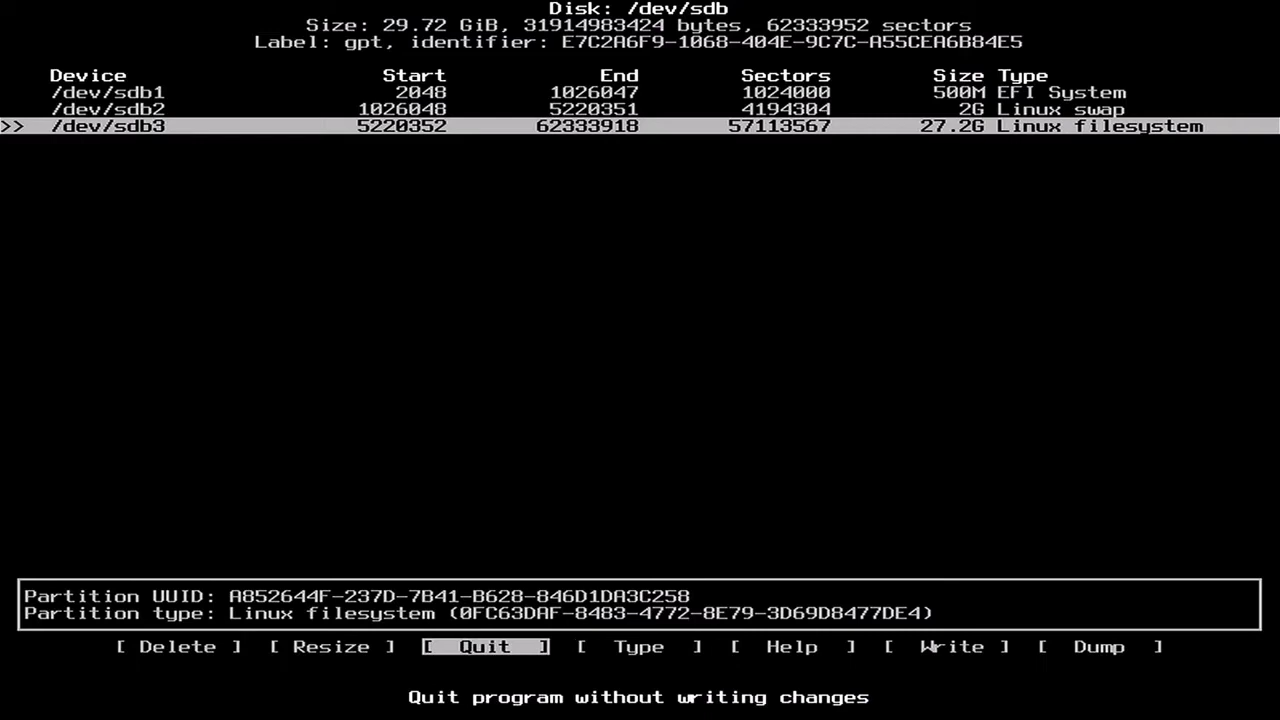 Disk: /dev/sdb
Size: 29.72 GiB, 31914983424 bytes, 62333952 sectors
Label: gpt, identifier: E7C2A6F9-1068-404E-9C7C-A55CEA6B84E5
Device Start End Sectors Size Type
/dev/sdb1 2048 1026047 1024000 500M EFI System
/dev/sdb2 1026048 5220351 4194304 2G Linux swap
>> /dev/sdb3 5220352 62333918 57113567 27.2G Linux filesystem
Partition UUID: A852644F-237D-7B41-B628-846D1DA3C258
Partition type: Linux filesystem (0FC63DAF-8483-4772-8E79-3D69D8477DE4)
[ Delete ] [ Resize ] [ Quit ] [ Type ] [ Help ] [ Write ] [ Dump ]
Quit program without writing changes